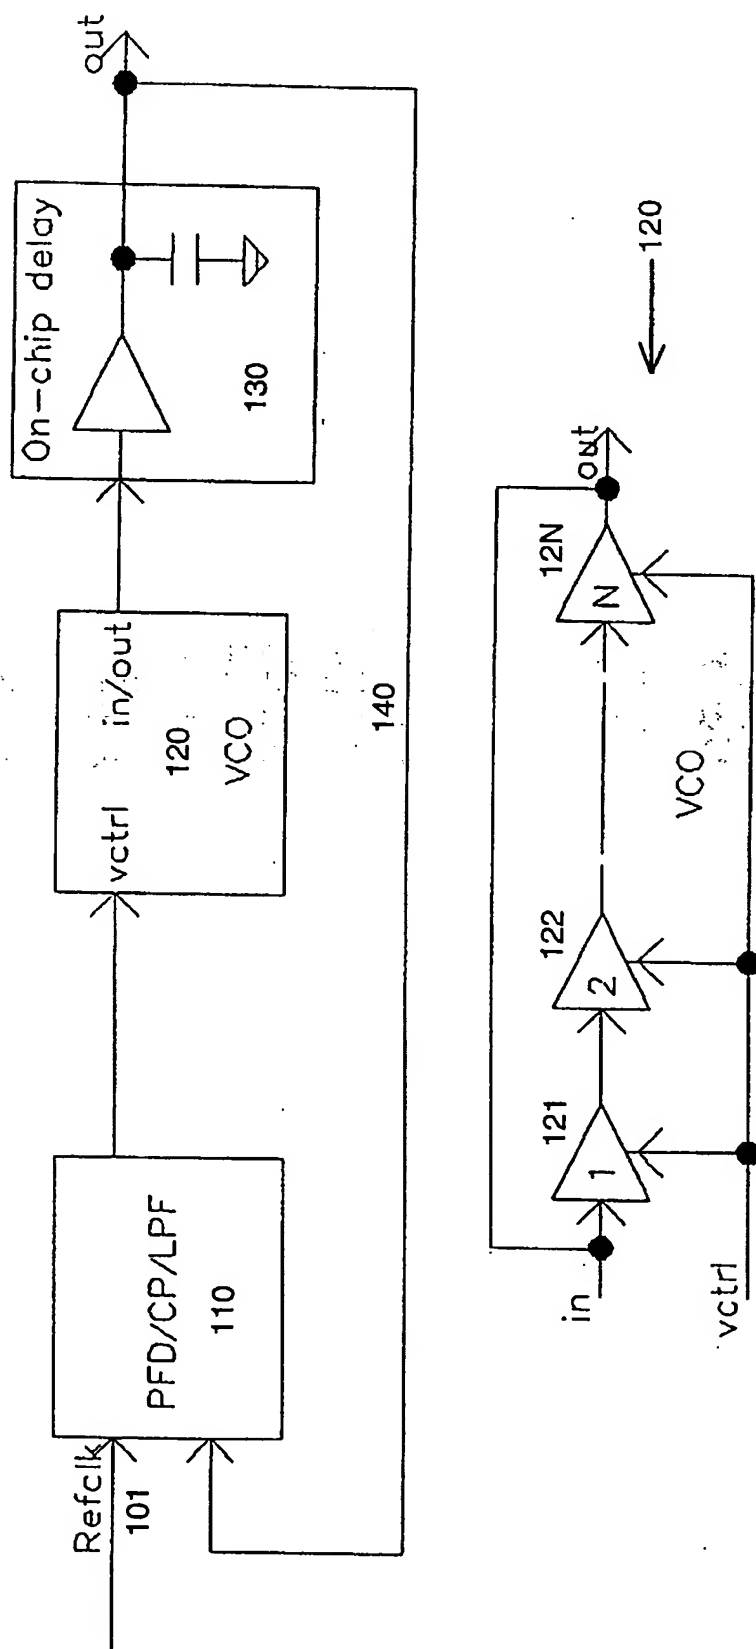 Refclk
101
PFD/CP/LPF
110
vctrl
in/out
120
VCO
On-chip delay
130
out
140
in
vctrl
1
121
2
122
VCO
N
12N
out
120